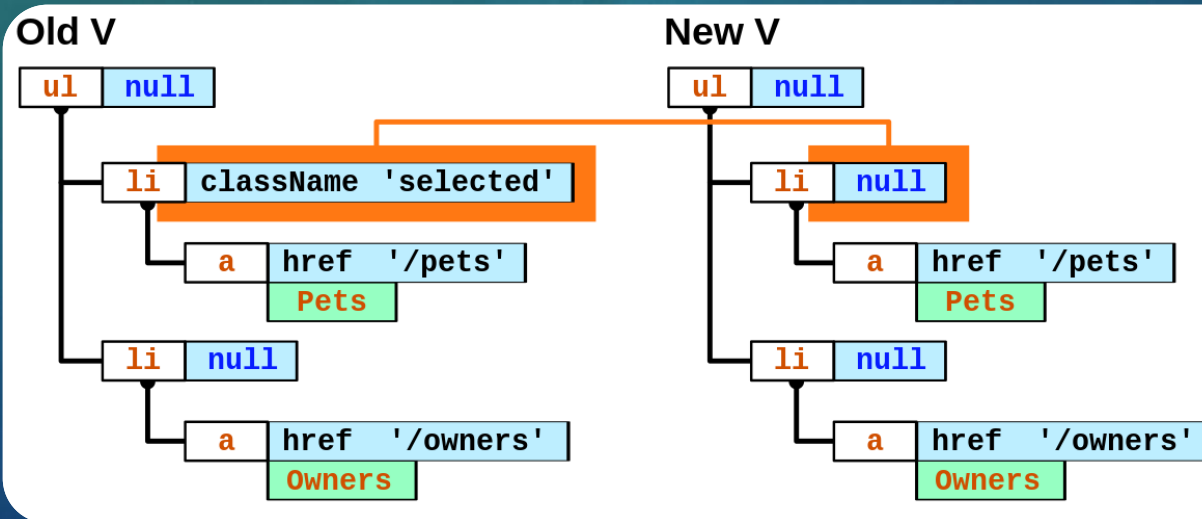 Old V
ul null
li className 'selected'
a href '/pets'
Pets
li null
a href '/owners'
Owners
New V
ul null
li null
a href '/pets'
Pets
li null
a href '/owners'
Owners